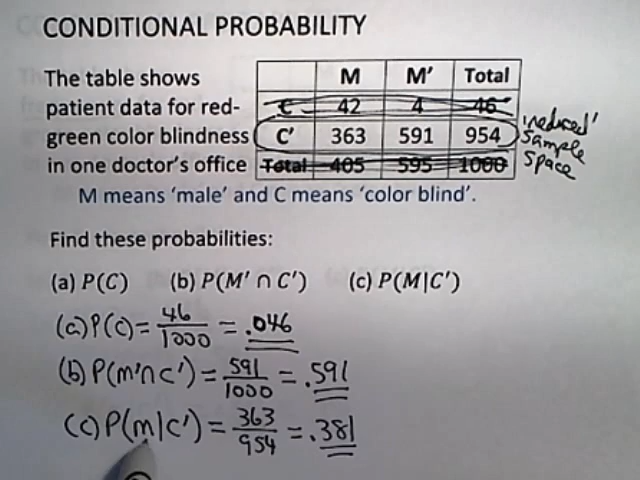 CONDITIONAL PROBABILITY
The table shows
patient data for red-
green color blindness
in one doctor's office
M M′ Total
C 42 4 46
C′ 363 591 954
Total 405 595 1000
'reduced'
sample
space
M means 'male' and C means 'color blind'.
Find these probabilities:
(a) P(C) (b) P(M′ ∩ C′) (c) P(M|C′)
(a) P(C) = 46/1000 = .046
(b) P(M′∩C′) = 591/1000 = .591
(c) P(M|C′) = 363/954 = .381